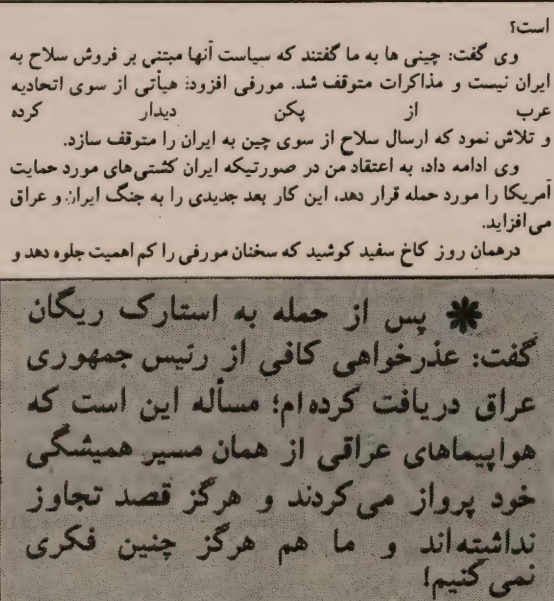 است؟
وی گفت: چینی ها به ما گفتند که سیاست آنها مبتنی بر فروش سلاح به
ایران نیست و مذاکرات متوقف شد. مورفی افزود: هیأتی از سوی اتحادیه
عرب از پکن دیدار کرده
و تلاش نمود که ارسال سلاح از سوی چین به ایران را متوقف سازد.
وی ادامه داد، به اعتقاد من در صورتیکه ایران کشتی‌های مورد حمایت
آمریکا را مورد حمله قرار دهد، این کار بعد جدیدی را به جنگ ایران و عراق
می‌افزاید.
درهمان روز کاخ سفید کوشید که سخنان مورفی را کم اهمیت جلوه دهد و
✱ پس از حمله به استارک ریگان
گفت: عذرخواهی کافی از رئیس جمهوری
عراق دریافت کرده‌ام؛ مسأله این است که
هواپیماهای عراقی از همان مسیر همیشگی
خود پرواز می‌کردند و هرگز قصد تجاوز
نداشته‌اند و ما هم هرگز چنین فکری
نمی‌کنیم!